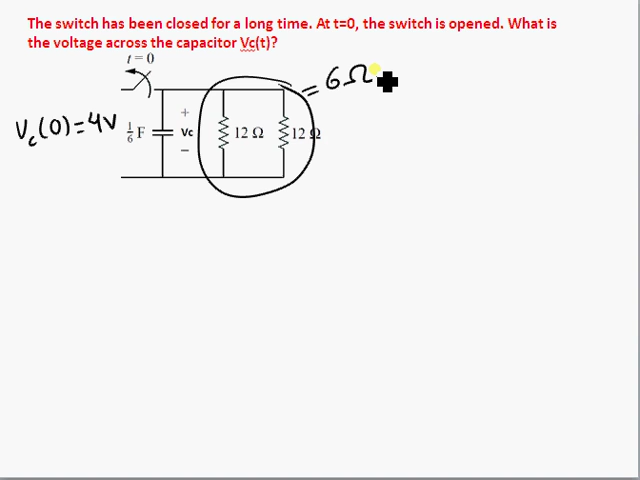 The switch has been closed for a long time. At t=0, the switch is opened. What is
the voltage across the capacitor Vc(t)?
t = 0
= 6Ω
Vc(0)=4V
1/6 F
+
Vc
−
12 Ω
12 Ω